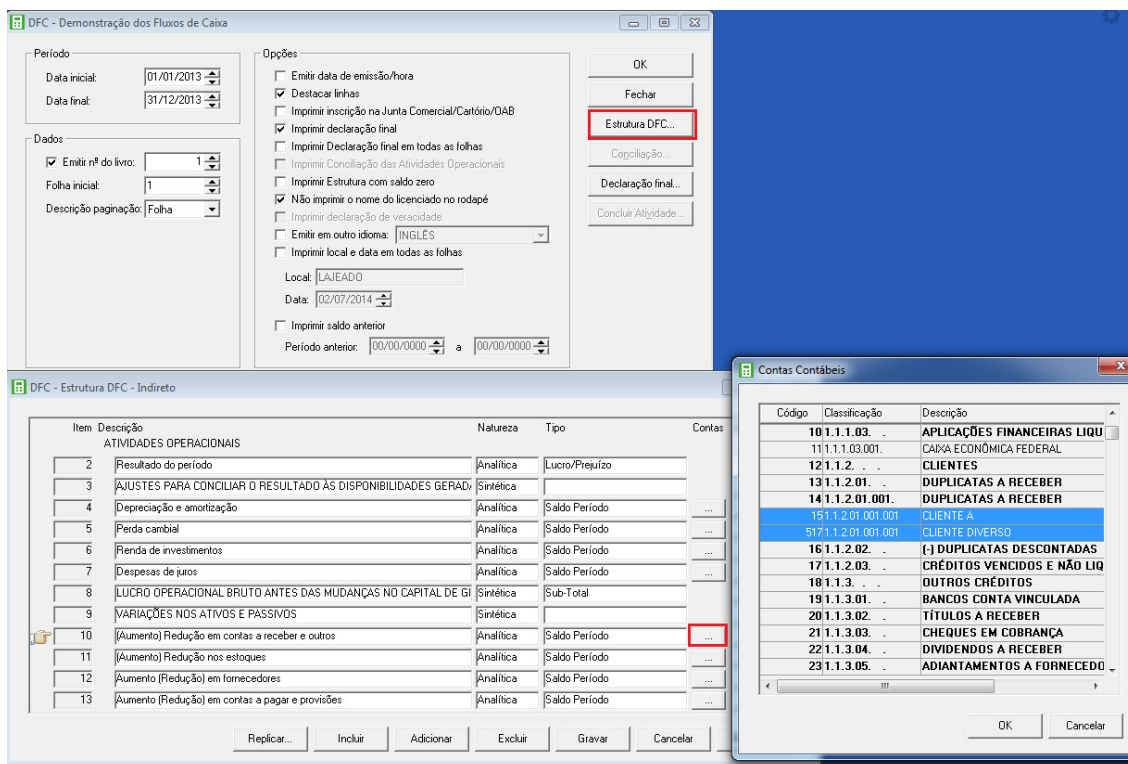 DFC - Demonstração dos Fluxos de Caixa
Período
Data inicial: 01/01/2013
Data final: 31/12/2013
Dados
Emitir nº do livro: 1
Folha inicial: 1
Descrição paginação: Folha
Opções
Emitir data de emissão/hora
Destacar linhas
Imprimir inscrição na Junta Comercial/Cartório/OAB
Imprimir declaração final
Imprimir Declaração final em todas as folhas
Imprimir Conciliação das Atividades Operacionais
Imprimir Estrutura com saldo zero
Não imprimir o nome do licenciado no rodapé
Imprimir declaração de veracidade
Emitir em outro idioma: INGLÊS
Imprimir local e data em todas as folhas
Local: LAJEADO
Data: 02/07/2014
Imprimir saldo anterior
Período anterior: 00/00/0000 a 00/00/0000
OK
Fechar
Estrutura DFC...
Conciliação...
Declaração final...
Concluir Atividade...
DFC - Estrutura DFC - Indireto
Item Descrição Natureza Tipo Contas
ATIVIDADES OPERACIONAIS
2 Resultado do período Analítica Lucro/Prejuízo
3 AJUSTES PARA CONCILIAR O RESULTADO ÀS DISPONIBILIDADES GERAD Sintética
4 Depreciação e amortização Analítica Saldo Período ...
5 Perda cambial Analítica Saldo Período ...
6 Renda de investimentos Analítica Saldo Período ...
7 Despesas de juros Analítica Saldo Período ...
8 LUCRO OPERACIONAL BRUTO ANTES DAS MUDANÇAS NO CAPITAL DE GI Sintética Sub-Total
9 VARIAÇÕES NOS ATIVOS E PASSIVOS Sintética
10 (Aumento) Redução em contas a receber e outros Analítica Saldo Período ...
11 (Aumento) Redução nos estoques Analítica Saldo Período ...
12 Aumento (Redução) em fornecedores Analítica Saldo Período ...
13 Aumento (Redução) em contas a pagar e provisões Analítica Saldo Período ...
Replicar... Incluir Adicionar Excluir Gravar Cancelar
Contas Contábeis
Código Classificação Descrição
10 1.1.1.03. . APLICAÇÕES FINANCEIRAS LIQU
11 1.1.1.03.001. CAIXA ECONÔMICA FEDERAL
12 1.1.2. . . CLIENTES
13 1.1.2.01. . DUPLICATAS A RECEBER
14 1.1.2.01.001. DUPLICATAS A RECEBER
15 1.1.2.01.001.001 CLIENTE A
517 1.1.2.01.001.001 CLIENTE DIVERSO
16 1.1.2.02. . (-) DUPLICATAS DESCONTADAS
17 1.1.2.03. . CRÉDITOS VENCIDOS E NÃO LIQ
18 1.1.3. . . OUTROS CRÉDITOS
19 1.1.3.01. . BANCOS CONTA VINCULADA
20 1.1.3.02. . TÍTULOS A RECEBER
21 1.1.3.03. . CHEQUES EM COBRANÇA
22 1.1.3.04. . DIVIDENDOS A RECEBER
23 1.1.3.05. . ADIANTAMENTOS A FORNECEDO
OK Cancelar